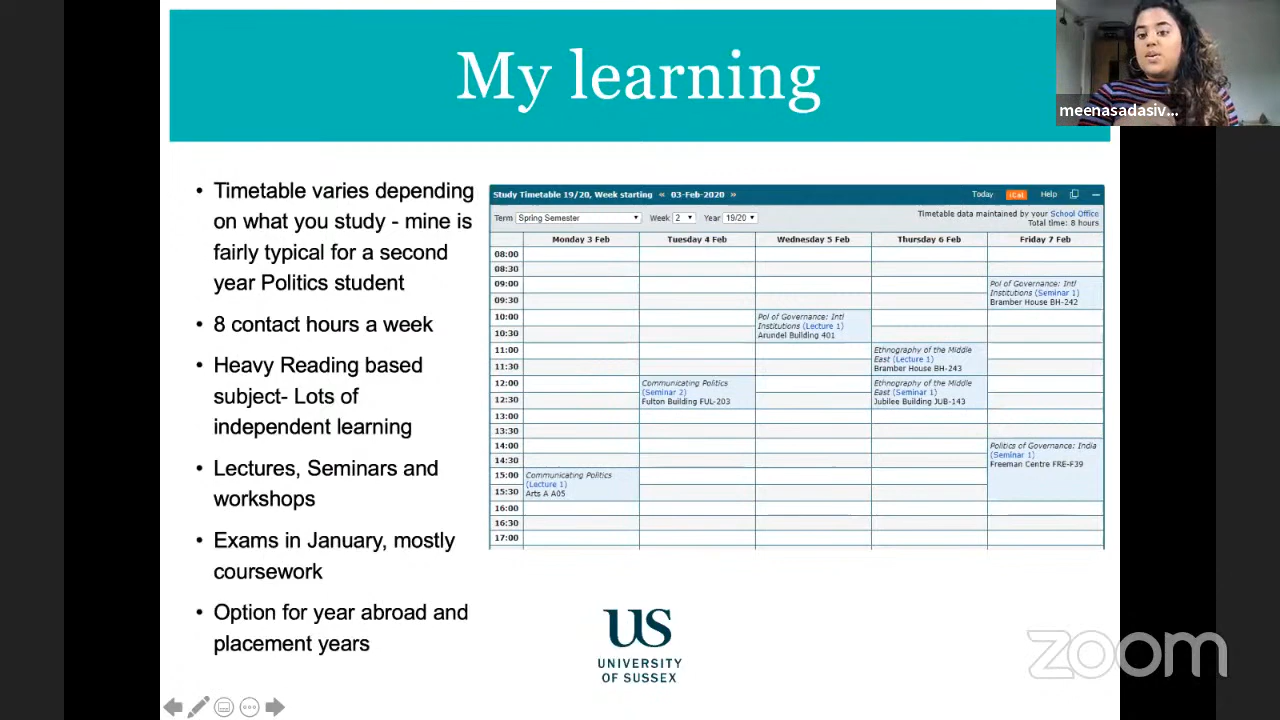 My learning
meenasadasiv...
• Timetable varies depending
on what you study - mine is
fairly typical for a second
year Politics student
• 8 contact hours a week
• Heavy Reading based
subject- Lots of
independent learning
• Lectures, Seminars and
workshops
• Exams in January, mostly
coursework
• Option for year abroad and
placement years
Study Timetable 19/20, Week starting « 03-Feb-2020 »
Today iCal Help
Term Spring Semester Week 2 Year 19/20
Timetable data maintained by your School Office
Total time: 8 hours
Monday 3 Feb Tuesday 4 Feb Wednesday 5 Feb Thursday 6 Feb Friday 7 Feb
08:00
08:30
09:00
Pol of Governance: Intl
Institutions (Seminar 1)
Bramber House BH-242
09:30
10:00
Pol of Governance: Intl
Institutions (Lecture 1)
Arundel Building 401
10:30
11:00
Ethnography of the Middle
East (Lecture 1)
Bramber House BH-243
11:30
12:00
Communicating Politics
(Seminar 2)
Fulton Building FUL-203
Ethnography of the Middle
East (Seminar 1)
Jubilee Building JUB-143
12:30
13:00
13:30
14:00
Politics of Governance: India
(Seminar 1)
Freeman Centre FRE-F39
14:30
15:00
Communicating Politics
(Lecture 1)
Arts A A05
15:30
16:00
16:30
17:00
US
UNIVERSITY
OF SUSSEX
zoom